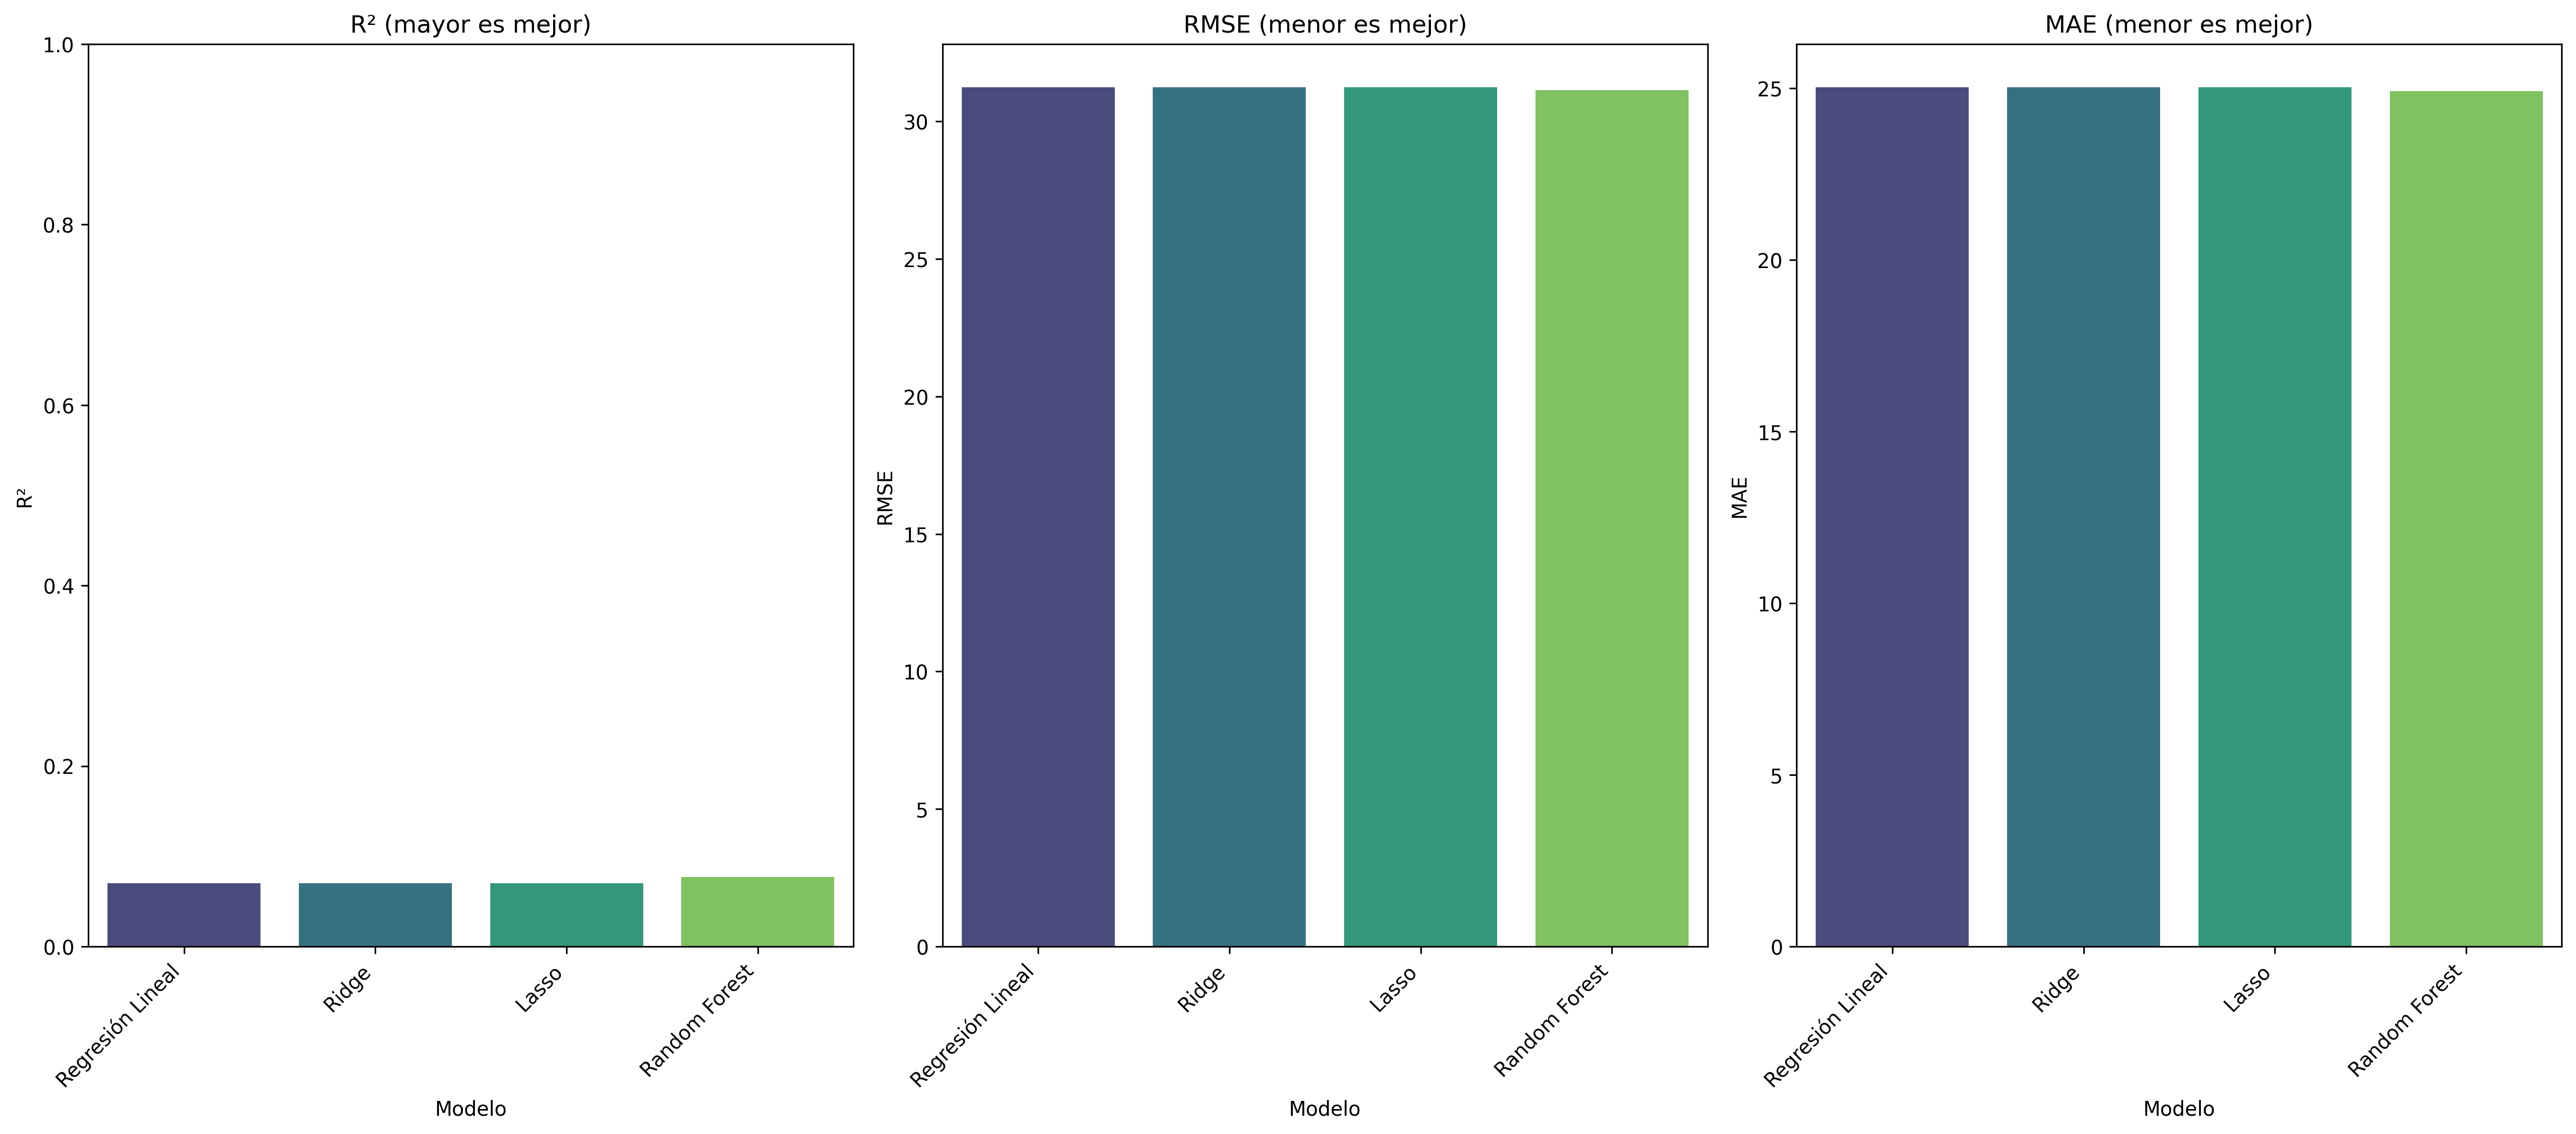 R² (mayor es mejor)
1.0
0.8
0.6
0.4
0.2
0.0
R²
Regresión Lineal
Ridge
Lasso
Random Forest
Modelo
RMSE (menor es mejor)
30
25
20
15
10
5
0
RMSE
Regresión Lineal
Ridge
Lasso
Random Forest
Modelo
MAE (menor es mejor)
25
20
15
10
5
0
MAE
Regresión Lineal
Ridge
Lasso
Random Forest
Modelo